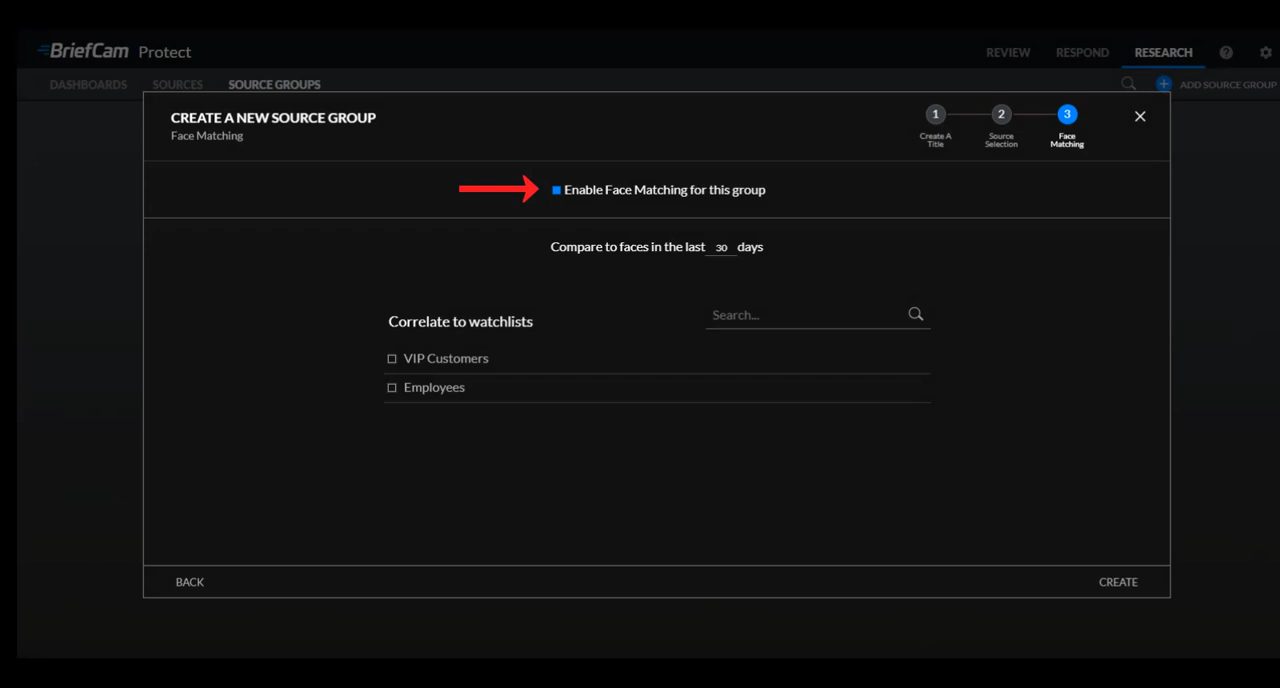 BriefCam Protect
REVIEW RESPOND RESEARCH ?
DASHBOARDS SOURCES SOURCE GROUPS
ADD SOURCE GROUP
CREATE A NEW SOURCE GROUP
Face Matching
1 2 3
Create A Title
Source Selection
Face Matching
Enable Face Matching for this group
Compare to faces in the last 30 days
Correlate to watchlists
Search...
VIP Customers
Employees
BACK
CREATE